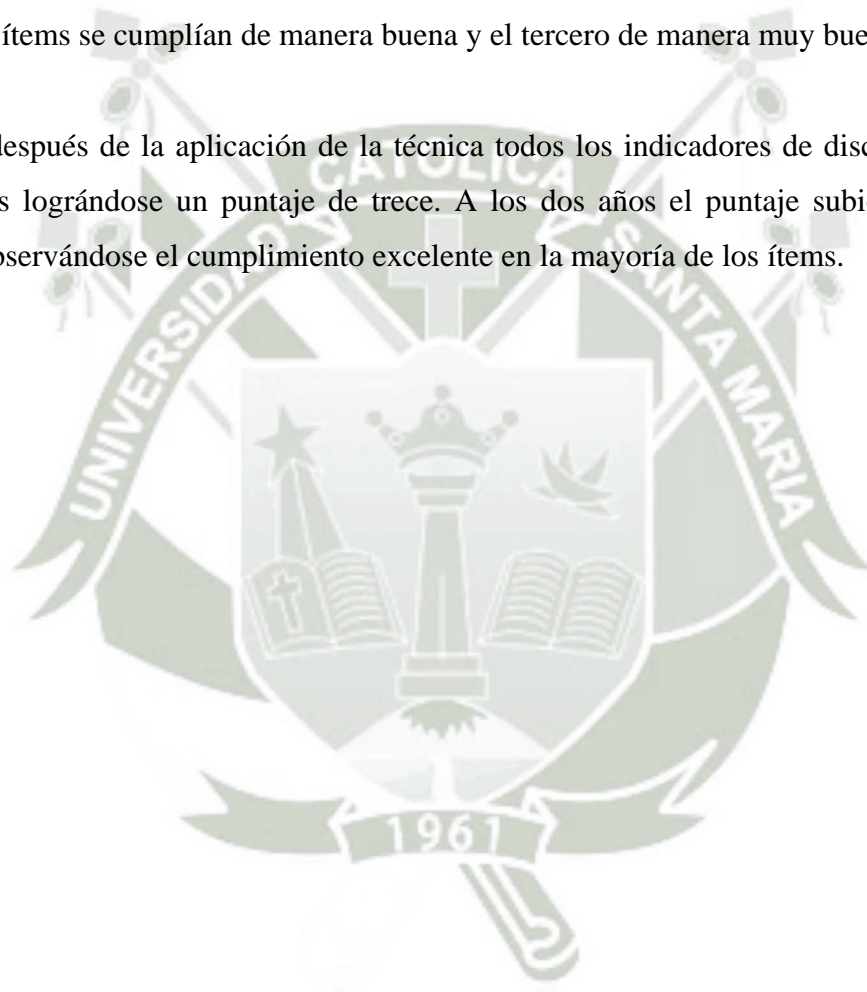 ítems se cumplían de manera buena y el tercero de manera muy bue
después de la aplicación de la técnica todos los indicadores de disc
s lográndose un puntaje de trece. A los dos años el puntaje subi
bservándose el cumplimiento excelente en la mayoría de los ítems.
UNIVERSIDAD CATOLICA SANTA MARIA
1961